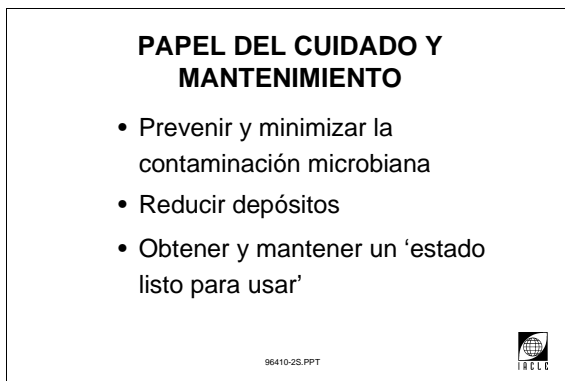 PAPEL DEL CUIDADO Y
MANTENIMIENTO
• Prevenir y minimizar la
contaminación microbiana
• Reducir depósitos
• Obtener y mantener un ‘estado
listo para usar’
96410-2S.PPT
IACLE